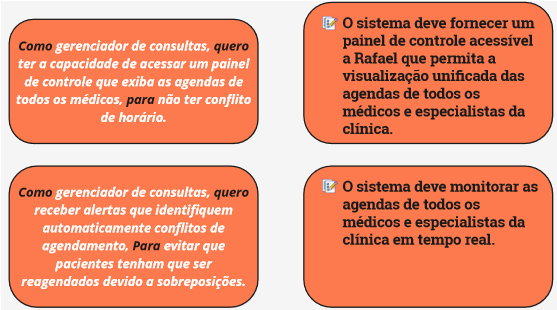 Como gerenciador de consultas, quero
ter a capacidade de acessar um painel
de controle que exiba as agendas de
todos os médicos, para não ter conflito
de horário.
O sistema deve fornecer um
painel de controle acessível
a Rafael que permita a
visualização unificada das
agendas de todos os
médicos e especialistas da
clínica.
Como gerenciador de consultas, quero
receber alertas que identifiquem
automaticamente conflitos de
agendamento, Para evitar que
pacientes tenham que ser
reagendados devido a sobreposições.
O sistema deve monitorar as
agendas de todos os
médicos e especialistas da
clínica em tempo real.